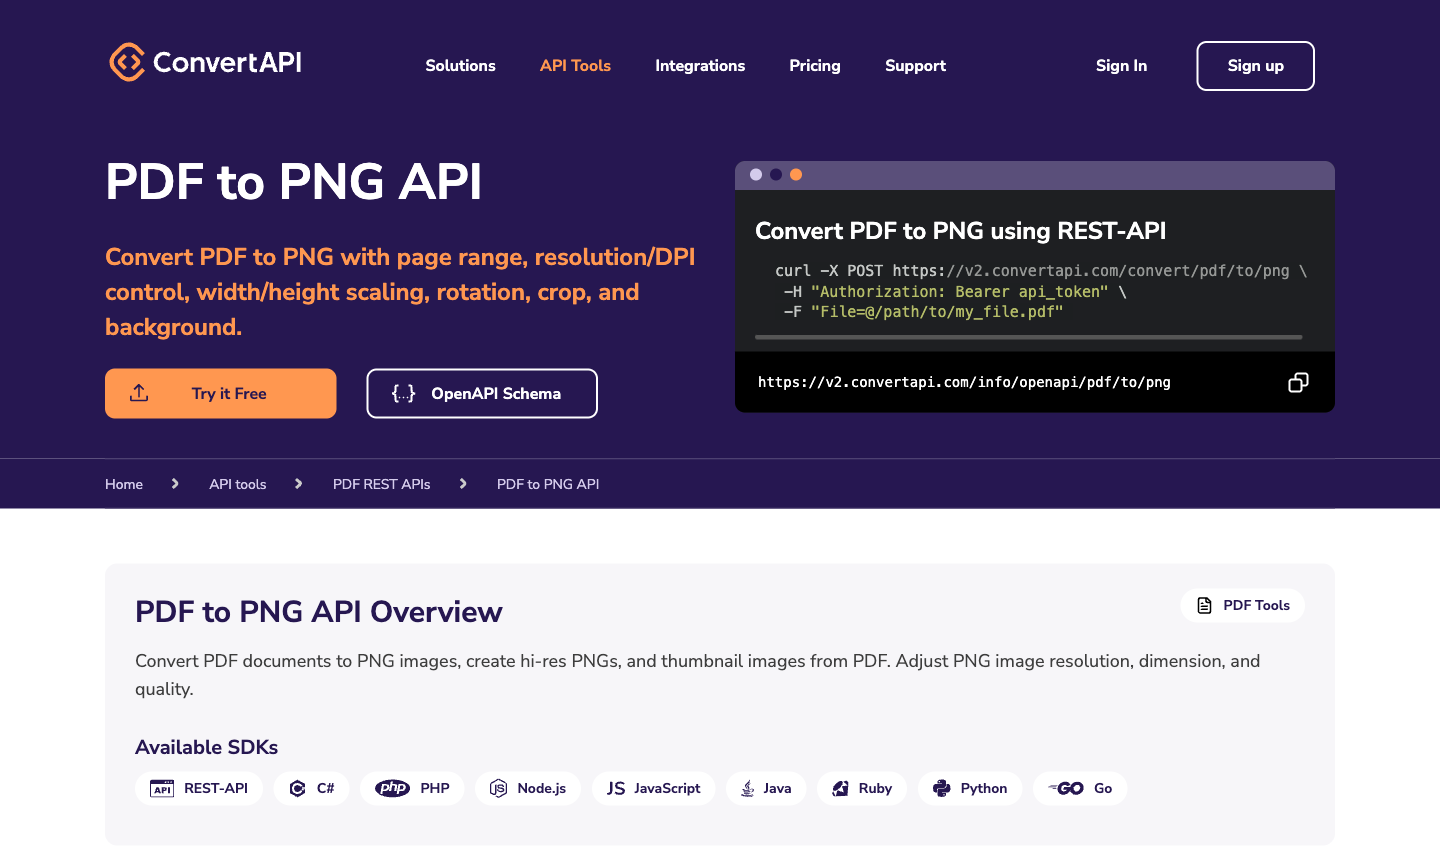 ConvertAPI
Solutions
API Tools
Integrations
Pricing
Support
Sign In
Sign up
PDF to PNG API
Convert PDF to PNG with page range, resolution/DPI
control, width/height scaling, rotation, crop, and
background.
Try it Free
{...} OpenAPI Schema
Convert PDF to PNG using REST-API
curl -X POST https://v2.convertapi.com/convert/pdf/to/png \
-H "Authorization: Bearer api_token" \
-F "File=@/path/to/my_file.pdf"
https://v2.convertapi.com/info/openapi/pdf/to/png
Home
API tools
PDF REST APIs
PDF to PNG API
PDF to PNG API Overview
PDF Tools
Convert PDF documents to PNG images, create hi-res PNGs, and thumbnail images from PDF. Adjust PNG image resolution, dimension, and
quality.
Available SDKs
API REST-API
C#
php PHP
JS Node.js
JS JavaScript
Java
Ruby
Python
GO Go